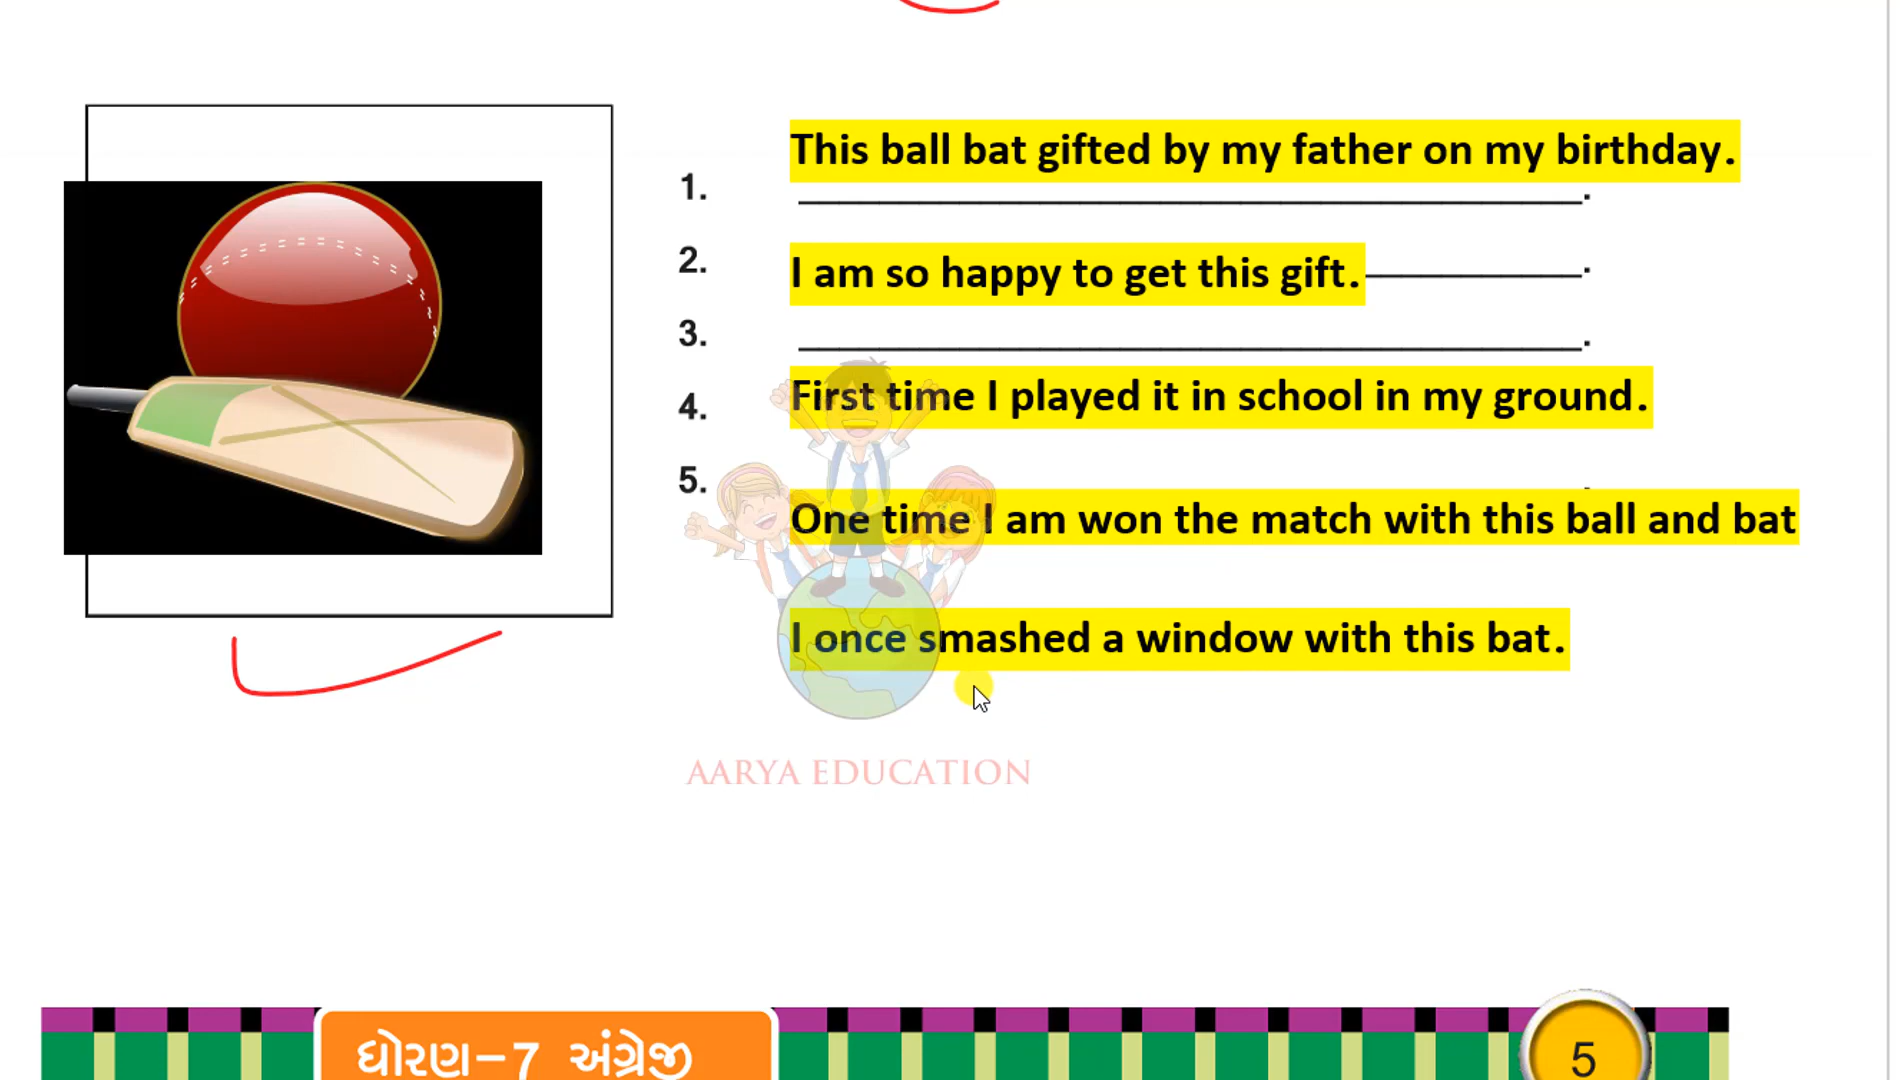 This ball bat gifted by my father on my birthday.
1. .
2. I am so happy to get this gift. .
3. .
4. First time I played it in school in my ground.
5. .
One time I am won the match with this ball and bat
I once smashed a window with this bat.
AARYA EDUCATION
ધોરણ–7 અંગ્રેજી
5